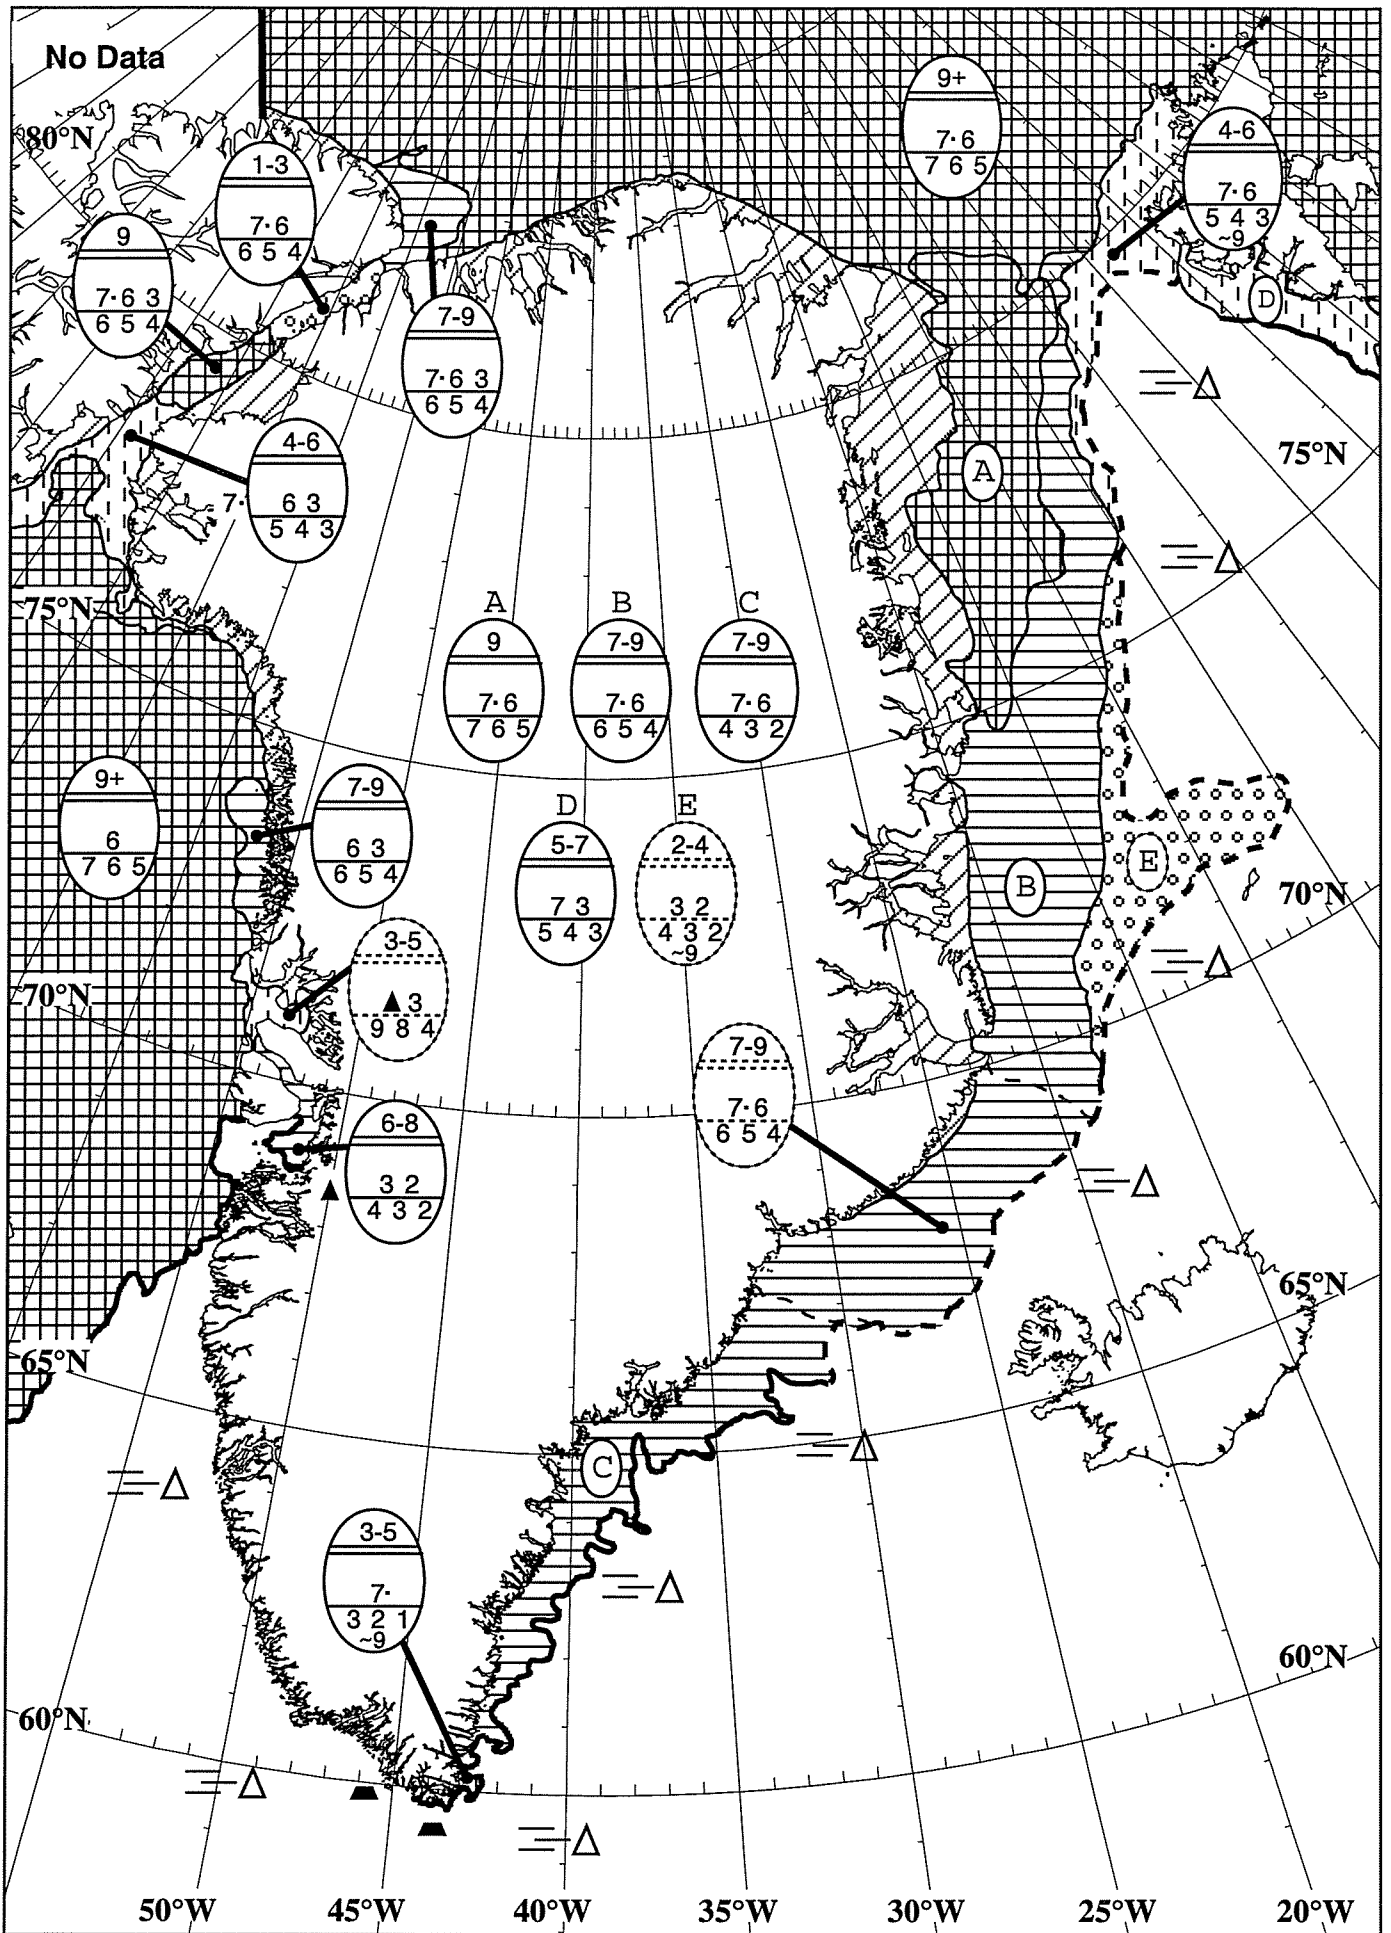 No Data
80°N
9+
7· 6
7 6 5
4-6
7· 6
5 4 3
~9
1-3
7· 6
6 5 4
9
7· 6 3
6 5 4
D
7-9
7· 6 3
6 5 4
4-6
7· 6 3
5 4 3
75°N
A
75°N
A
9
7· 6
7 6 5
B
7-9
7· 6
6 5 4
C
7-9
7· 6
4 3 2
9+
6
7 6 5
7-9
6 3
6 5 4
D
5-7
7 3
5 4 3
E
2-4
3 2
4 3 2
~9
E
B
70°N
70°N
3-5
▲ 3
9 8 4
7-9
7· 6
6 5 4
6-8
3 2
4 3 2
65°N
65°N
C
3-5
7·
3 2 1
~9
60°N
60°N
50°W 45°W 40°W 35°W 30°W 25°W 20°W